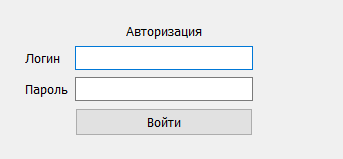 Авторизация
Логин
Пароль
Войти